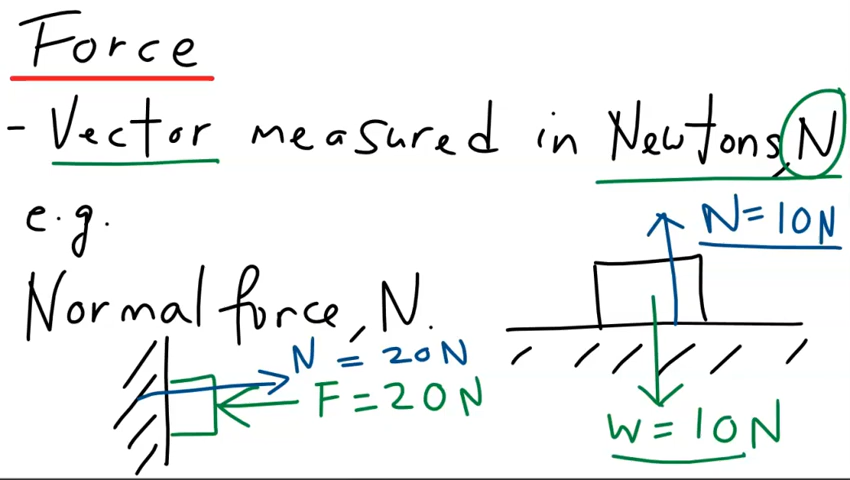 Force
- Vector measured in Newtons, N
e.g.
N=10N
Normal force, N.
N = 20N
F=20N
W=10N